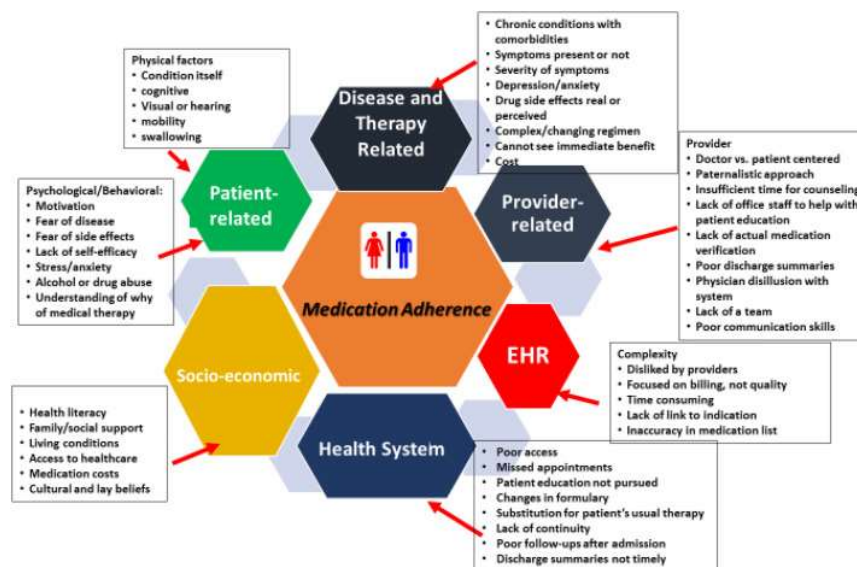 Physical factors
• Condition itself
• cognitive
• Visual or hearing
• mobility
• swallowing
Disease and
Therapy
Related
• Chronic conditions with
comorbidities
• Symptoms present or not
• Severity of symptoms
• Depression/anxiety
• Drug side effects real or
perceived
• Complex/changing regimen
• Cannot see immediate benefit
• Cost
Psychological/Behavioral:
• Motivation
• Fear of disease
• Fear of side effects
• Lack of self-efficacy
• Stress/anxiety
• Alcohol or drug abuse
• Understanding of why
of medical therapy
Patient-
related
Provider-
related
Provider
• Doctor vs. patient centered
• Paternalistic approach
• Insufficient time for counseling
• Lack of office staff to help with
patient education
• Lack of actual medication
verification
• Poor discharge summaries
• Physician disillusion with
system
• Lack of a team
• Poor communication skills
Medication Adherence
Socio-economic
EHR
Complexity
• Disliked by providers
• Focused on billing, not quality
• Time consuming
• Lack of link to indication
• Inaccuracy in medication list
• Health literacy
• Family/social support
• Living conditions
• Access to healthcare
• Medication costs
• Cultural and lay beliefs
Health System
• Poor access
• Missed appointments
• Patient education not pursued
• Changes in formulary
• Substitution for patient's usual therapy
• Lack of continuity
• Poor follow-ups after admission
• Discharge summaries not timely